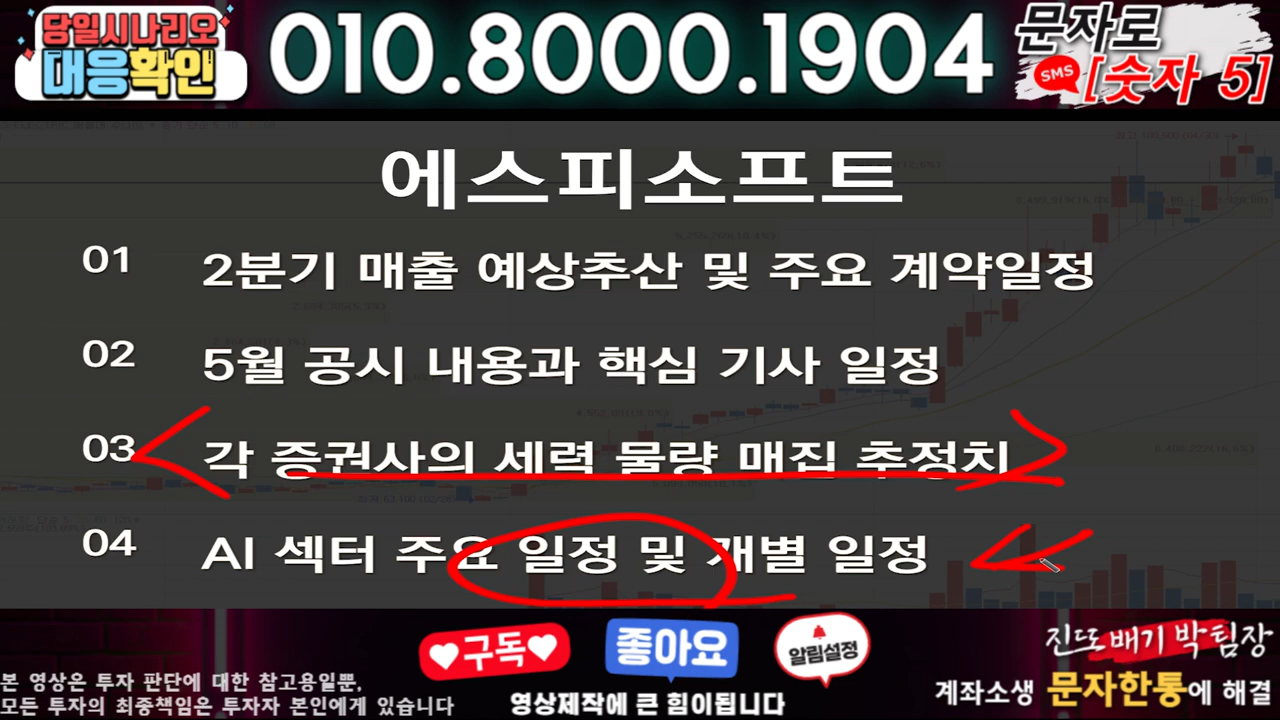 당일시나리오
대응확인
010.8000.1904
문자로
SMS [숫자 5]
에스피소프트
01 2분기 매출 예상추산 및 주요 계약일정
02 5월 공시 내용과 핵심 기사 일정
03 각 증권사의 세력 물량 매집 추정치
04 AI 섹터 주요 일정 및 개별 일정
구독
좋아요
알림설정
영상제작에 큰 힘이됩니다
본 영상은 투자 판단에 대한 참고용일뿐,
모든 투자의 최종책임은 투자자 본인에게 있습니다
진또배기 박팀장
계좌소생 문자한통에 해결